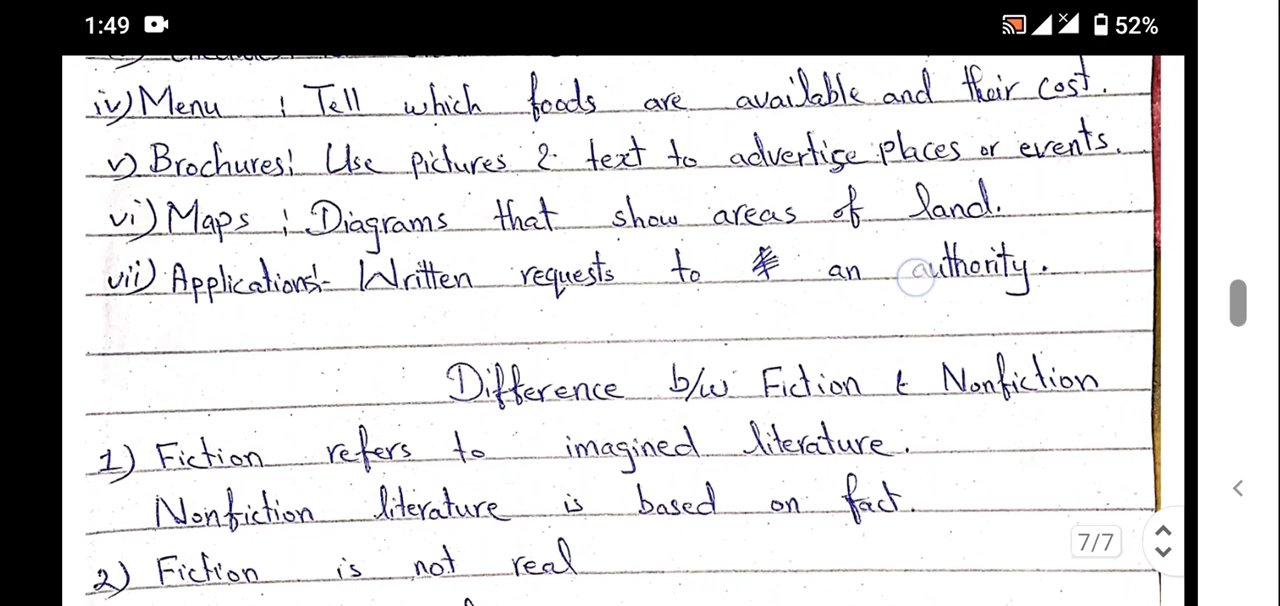 1:49
52%
iv) Menu : Tell which foods are available and their cost.
v) Brochures: Use pictures & text to advertise places or events.
vi) Maps : Diagrams that show areas of land.
vii) Applications:- Written requests to an authority.
Difference b/w Fiction & Nonfiction
1) Fiction refers to imagined literature.
Nonfiction literature is based on fact.
7/7
2) Fiction is not real